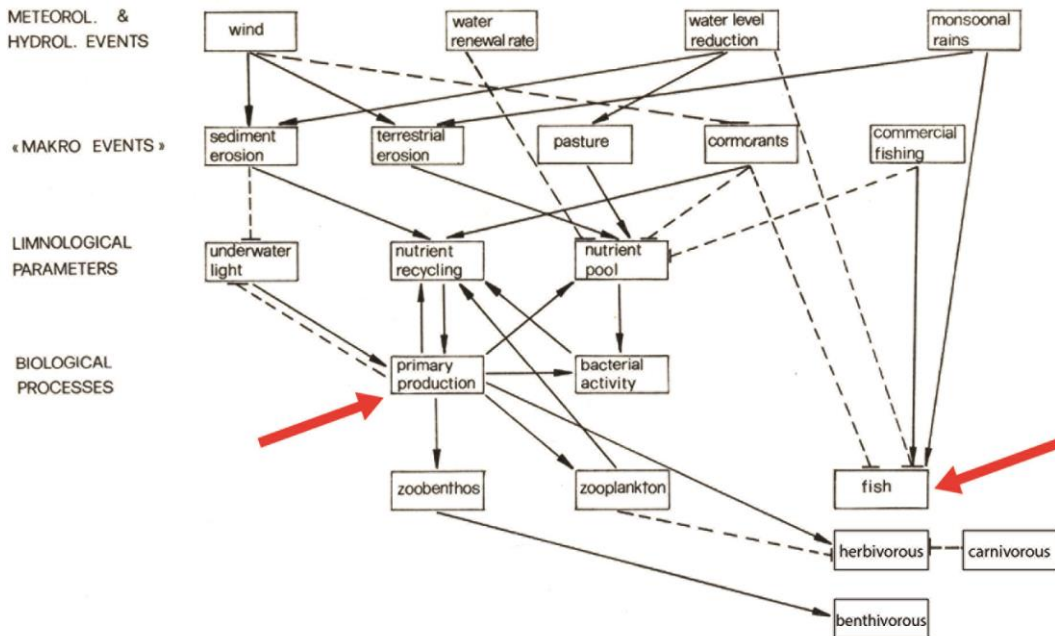 METEOROL. &
HYDROL. EVENTS
wind
water
renewal rate
water level
reduction
monsoonal
rains
« MAKRO EVENTS »
sediment
erosion
terrestrial
erosion
pasture
cormorants
commercial
fishing
LIMNOLOGICAL
PARAMETERS
underwater
light
nutrient
recycling
nutrient
pool
BIOLOGICAL
PROCESSES
primary
production
bacterial
activity
zoobenthos
zooplankton
fish
herbivorous
carnivorous
benthivorous